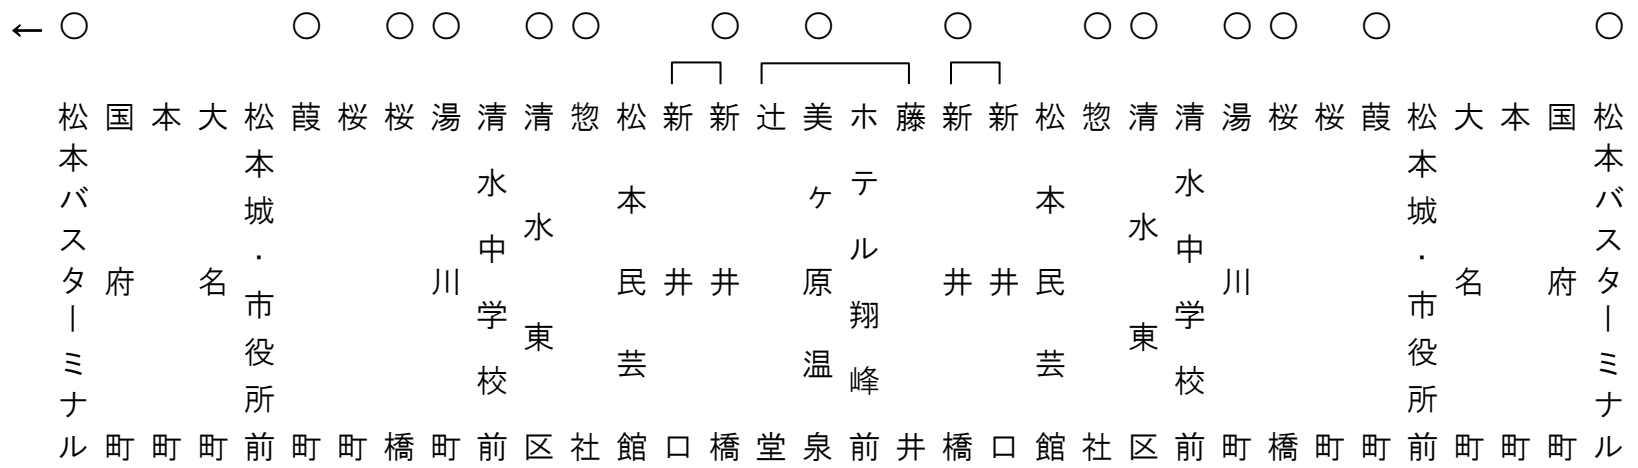 松本バスターミナル
国府町
本町
大名町
松本城・市役所前
葭町
桜町
桜橋
湯川町
清水中学校前
清水東区
惣社
松本民芸館
新井口
新井橋
藤井
ホテル翔峰前
美ヶ原温泉
辻堂
新井橋
新井口
松本民芸館
惣社
清水東区
清水中学校前
湯川町
桜橋
桜町
葭町
松本城・市役所前
大名町
本町
国府町
松本バスターミナル